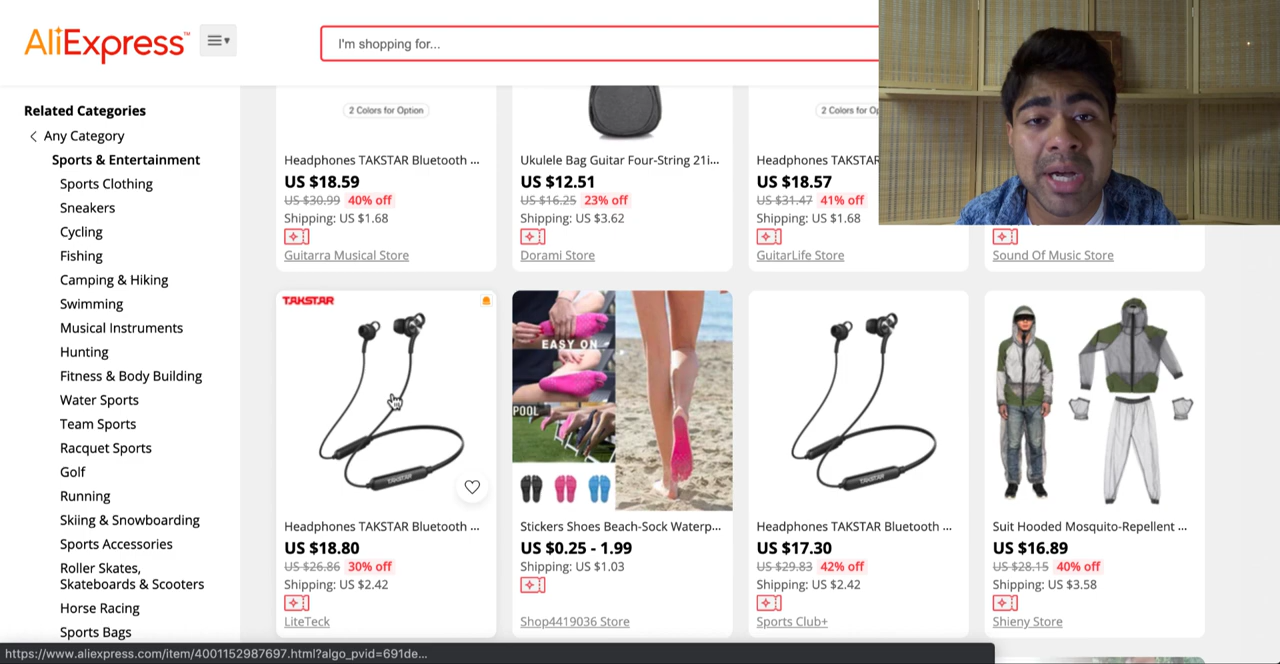 AliExpress™
I'm shopping for...
Related Categories
Any Category
Sports & Entertainment
Sports Clothing
Sneakers
Cycling
Fishing
Camping & Hiking
Swimming
Musical Instruments
Hunting
Fitness & Body Building
Water Sports
Team Sports
Racquet Sports
Golf
Running
Skiing & Snowboarding
Sports Accessories
Roller Skates,
Skateboards & Scooters
Horse Racing
Sports Bags
2 Colors for Option
Headphones TAKSTAR Bluetooth ...
US $18.59
US $30.99 40% off
Shipping: US $1.68
Guitarra Musical Store
Ukulele Bag Guitar Four-String 21i...
US $12.51
US $16.25 23% off
Shipping: US $3.62
Dorami Store
2 Colors for Op
Headphones TAKSTAR
US $18.57
US $31.47 41% off
Shipping: US $1.68
GuitarLife Store
Sound Of Music Store
TAKSTAR
TAKSTAR
Headphones TAKSTAR Bluetooth ...
US $18.80
US $26.86 30% off
Shipping: US $2.42
LiteTeck
EASY ON
POOL
Stickers Shoes Beach-Sock Waterp...
US $0.25 - 1.99
Shipping: US $1.03
Shop4419036 Store
TAKSTAR
Headphones TAKSTAR Bluetooth ...
US $17.30
US $29.83 42% off
Shipping: US $2.42
Sports Club+
Suit Hooded Mosquito-Repellent ...
US $16.89
US $28.15 40% off
Shipping: US $3.58
Shieny Store
https://www.aliexpress.com/item/4001152987697.html?algo_pvid=691de...